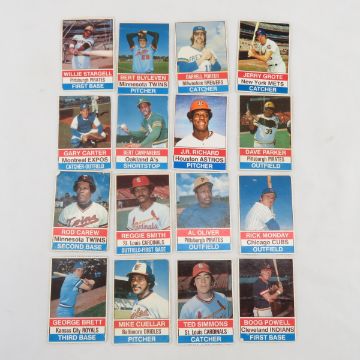 WILLIE STARGELL
Pittsburgh PIRATES
FIRST BASE
BERT BLYLEVEN
Minnesota TWINS
PITCHER
DARRELL PORTER
Milwaukee BREWERS
CATCHER
JERRY GROTE
New York METS
CATCHER
GARY CARTER
Montreal EXPOS
CATCHER-OUTFIELD
BERT CAMPANERIS
Oakland A's
SHORTSTOP
J.R. RICHARD
Houston ASTROS
PITCHER
DAVE PARKER
Pittsburgh PIRATES
OUTFIELD
ROD CAREW
Minnesota TWINS
SECOND BASE
REGGIE SMITH
St. Louis CARDINALS
OUTFIELD-FIRST BASE
AL OLIVER
Pittsburgh PIRATES
OUTFIELD
RICK MONDAY
Chicago CUBS
OUTFIELD
GEORGE BRETT
Kansas City ROYALS
THIRD BASE
MIKE CUELLAR
Baltimore ORIOLES
PITCHER
TED SIMMONS
St. Louis CARDINALS
CATCHER
BOOG POWELL
Cleveland INDIANS
FIRST BASE